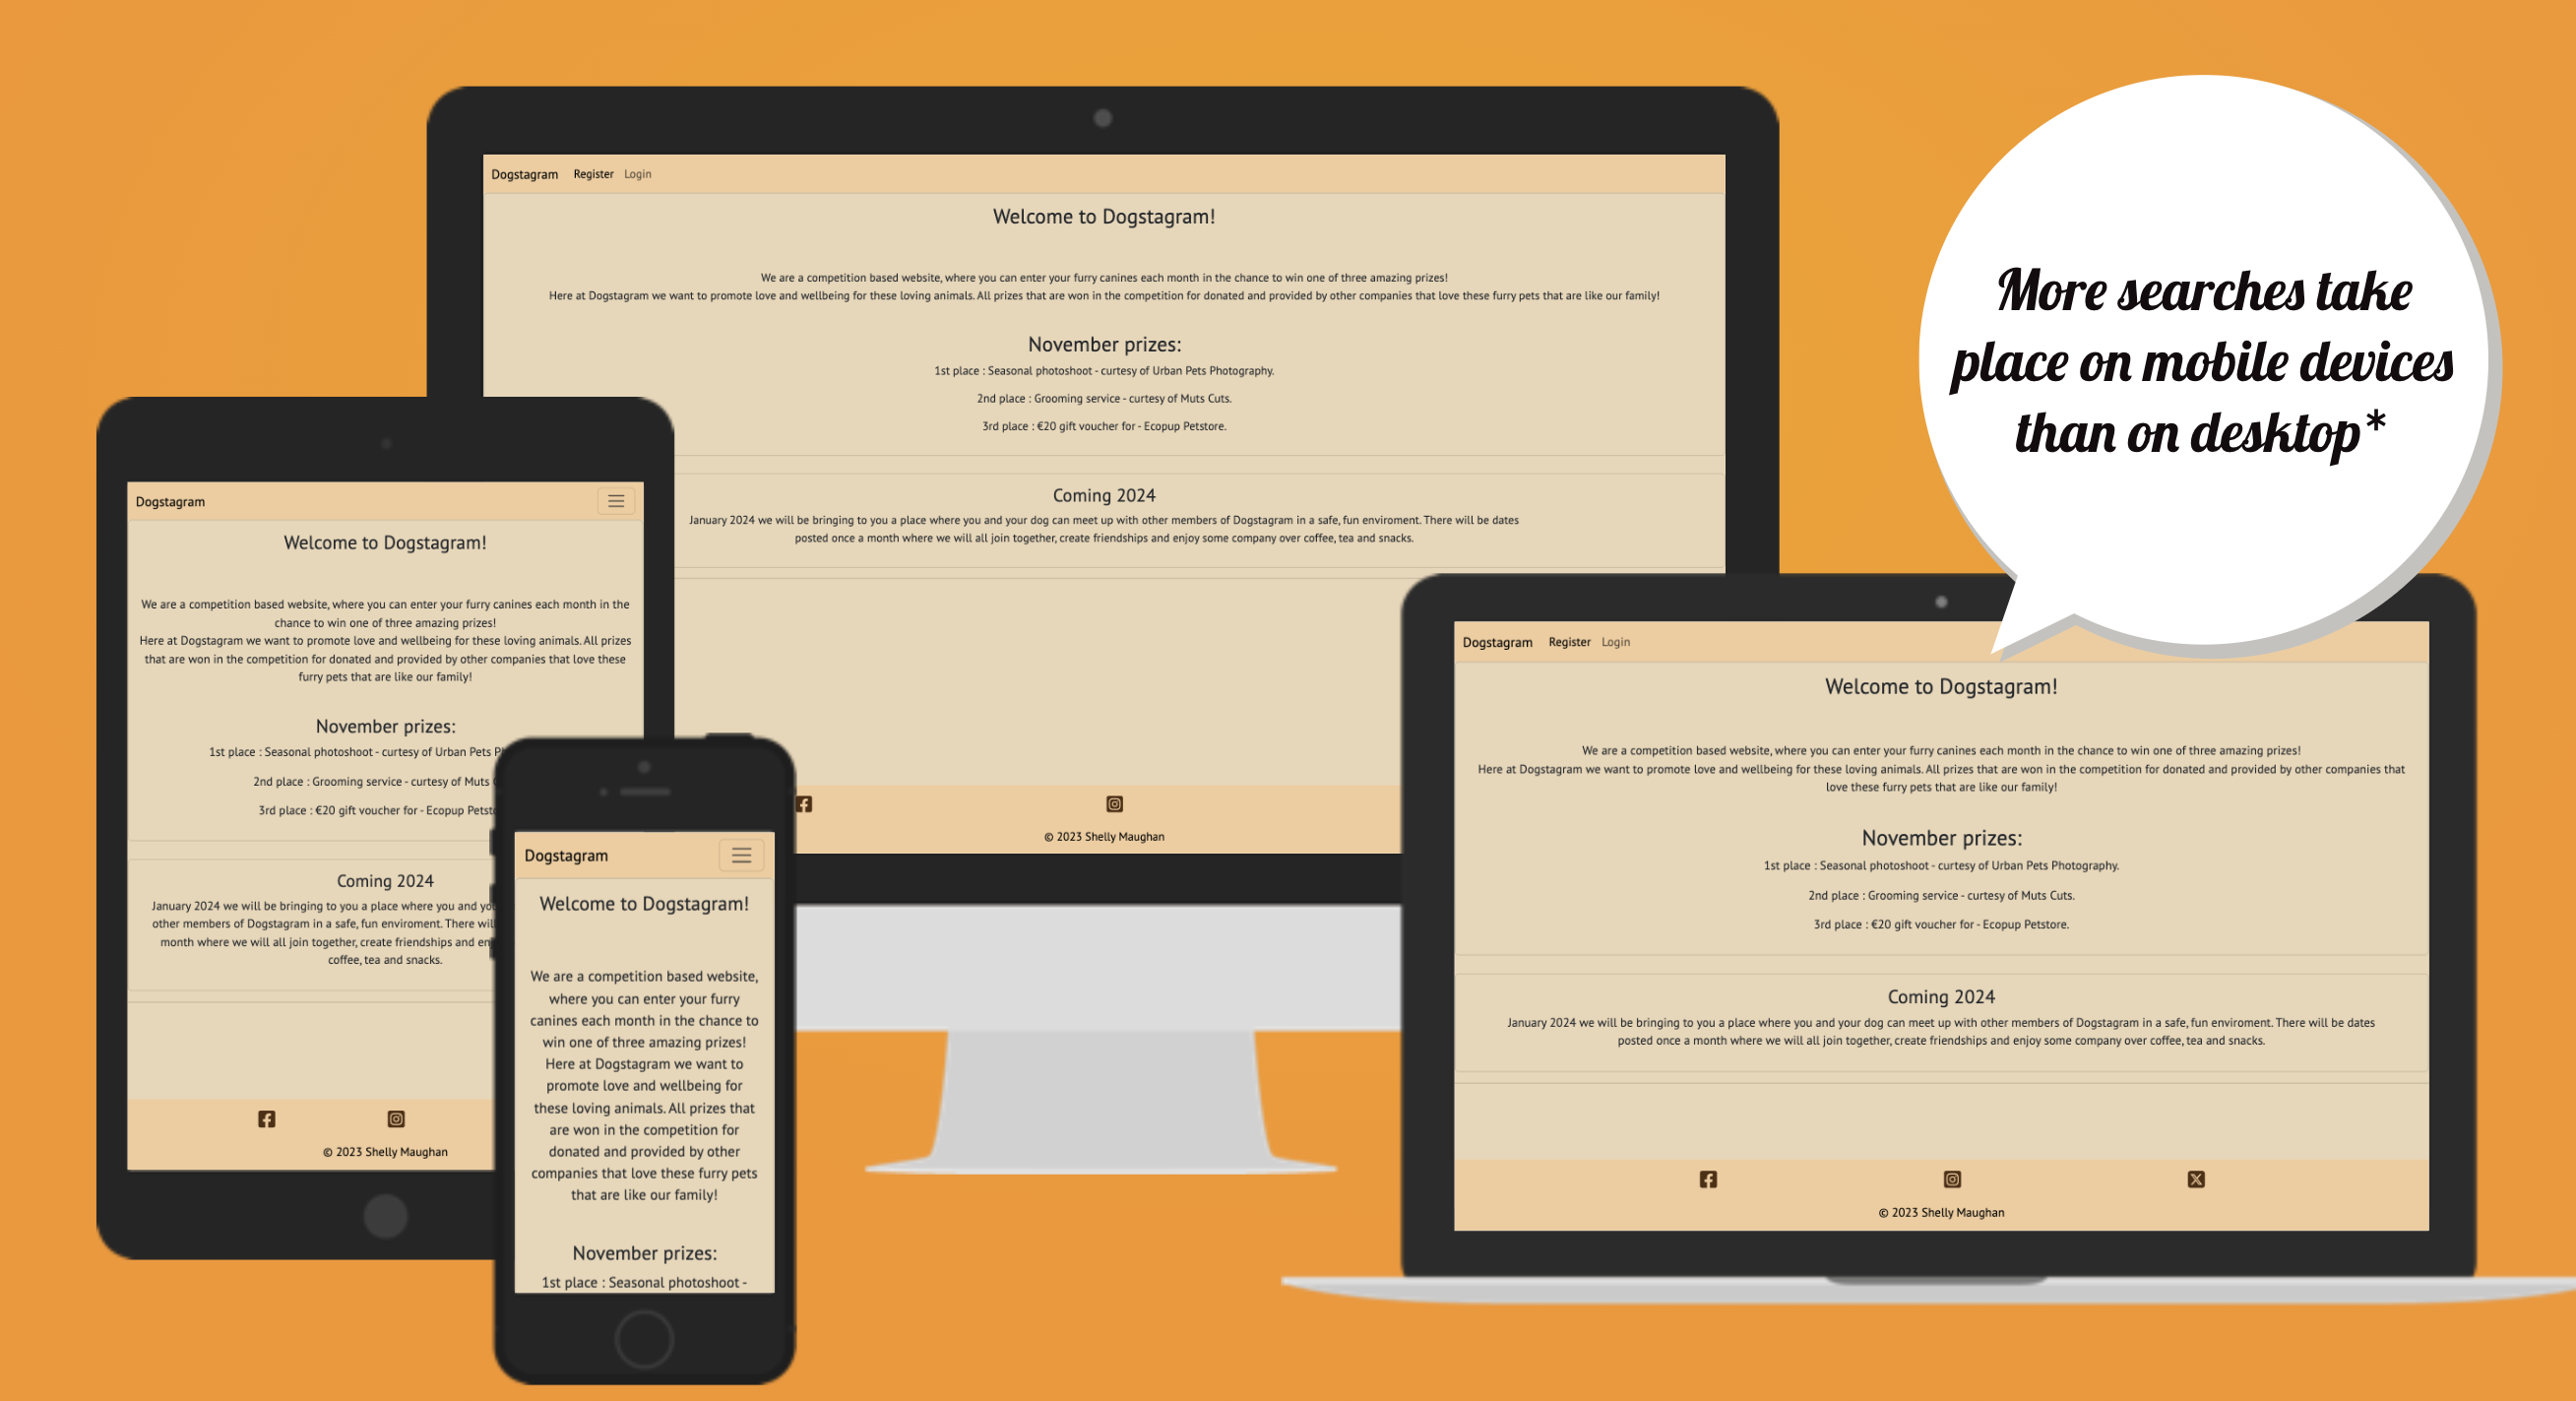 Dogstagram Register Login
Welcome to Dogstagram!
We are a competition based website, where you can enter your furry canines each month in the chance to win one of three amazing prizes!
Here at Dogstagram we want to promote love and wellbeing for these loving animals. All prizes that are won in the competition for donated and provided by other companies that love these furry pets that are like our family!
November prizes:
1st place : Seasonal photoshoot - curtesy of Urban Pets Photography.
2nd place : Grooming service - curtesy of Muts Cuts.
3rd place : €20 gift voucher for - Ecopup Petstore.
Coming 2024
January 2024 we will be bringing to you a place where you and your dog can meet up with other members of Dogstagram in a safe, fun enviroment. There will be dates
posted once a month where we will all join together, create friendships and enjoy some company over coffee, tea and snacks.
© 2023 Shelly Maughan
More searches take
place on mobile devices
than on desktop*
Dogstagram
Welcome to Dogstagram!
We are a competition based website, where you can enter your furry canines each month in the
chance to win one of three amazing prizes!
Here at Dogstagram we want to promote love and wellbeing for these loving animals. All prizes
that are won in the competition for donated and provided by other companies that love these
furry pets that are like our family!
November prizes:
1st place : Seasonal photoshoot - curtesy of Urban Pets
2nd place : Grooming service - curtesy of Muts
3rd place : €20 gift voucher for - Ecopup
Coming 2024
January 2024 we will be bringing to you a place where you and
other members of Dogstagram in a safe, fun enviroment. There
month where we will all join together, create friendships and
coffee, tea and snacks.
© 2023 Shelly Maughan
Dogstagram
Welcome to Dogstagram!
We are a competition based website,
where you can enter your furry
canines each month in the chance to
win one of three amazing prizes!
Here at Dogstagram we want to
promote love and wellbeing for
these loving animals. All prizes that
are won in the competition for
donated and provided by other
companies that love these furry pets
that are like our family!
November prizes:
1st place : Seasonal photoshoot -
Dogstagram Register Login
Welcome to Dogstagram!
We are a competition based website, where you can enter your furry canines each month in the chance to win one of three amazing prizes!
Here at Dogstagram we want to promote love and wellbeing for these loving animals. All prizes that are won in the competition for donated and provided by other companies that
love these furry pets that are like our family!
November prizes:
1st place : Seasonal photoshoot - curtesy of Urban Pets Photography.
2nd place : Grooming service - curtesy of Muts Cuts.
3rd place : €20 gift voucher for - Ecopup Petstore.
Coming 2024
January 2024 we will be bringing to you a place where you and your dog can meet up with other members of Dogstagram in a safe, fun enviroment. There will be dates
posted once a month where we will all join together, create friendships and enjoy some company over coffee, tea and snacks.
© 2023 Shelly Maughan